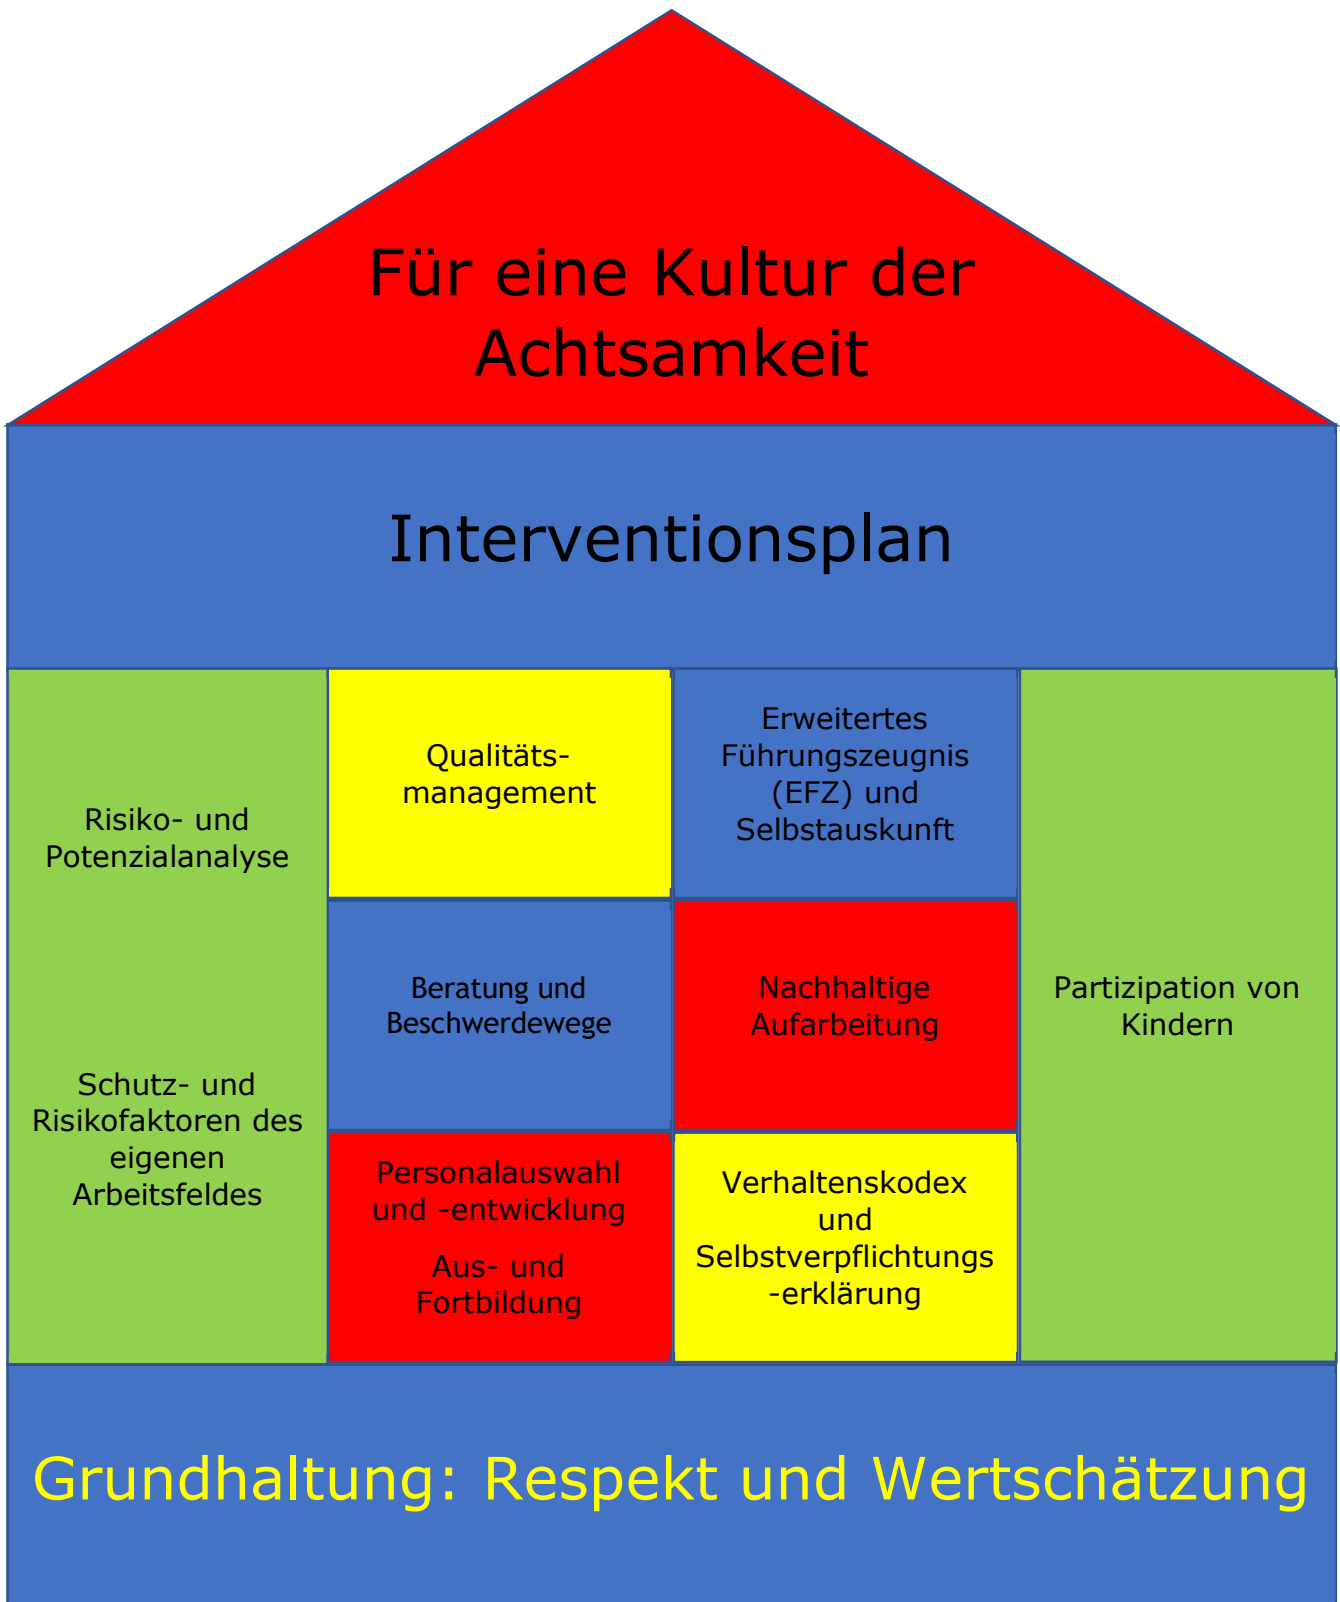 Für eine Kultur der
Achtsamkeit
Interventionsplan
Risiko- und
Potenzialanalyse
Schutz- und
Risikofaktoren des
eigenen
Arbeitsfeldes
Qualitäts-
management
Erweitertes
Führungszeugnis
(EFZ) und
Selbstauskunft
Beratung und
Beschwerdewege
Nachhaltige
Aufarbeitung
Personalauswahl
und -entwicklung
Aus- und
Fortbildung
Verhaltenskodex
und
Selbstverpflichtungs
-erklärung
Partizipation von
Kindern
Grundhaltung: Respekt und Wertschätzung